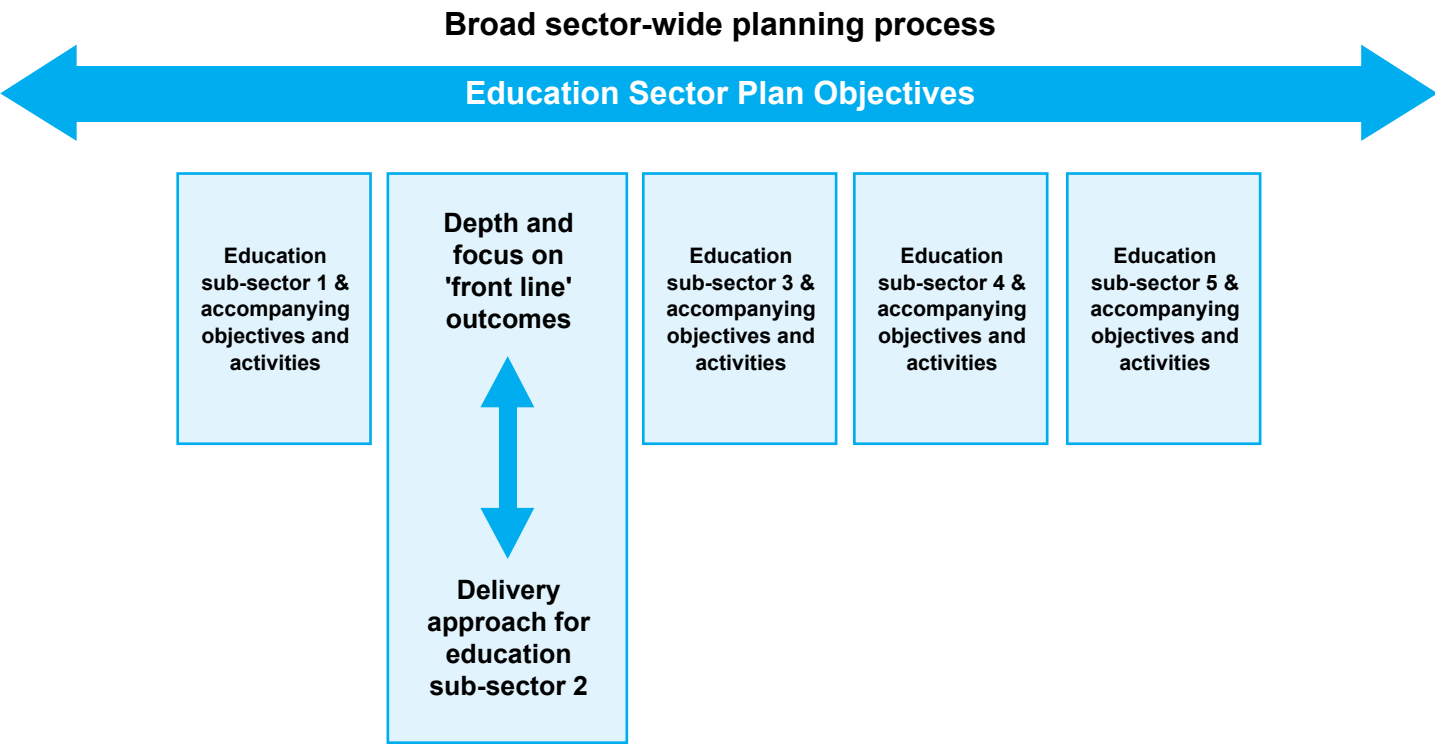 Broad sector-wide planning process
Education Sector Plan Objectives
Education
sub-sector 1 &
accompanying
objectives and
activities
Depth and
focus on
'front line'
outcomes
Delivery
approach for
education
sub-sector 2
Education
sub-sector 3 &
accompanying
objectives and
activities
Education
sub-sector 4 &
accompanying
objectives and
activities
Education
sub-sector 5 &
accompanying
objectives and
activities